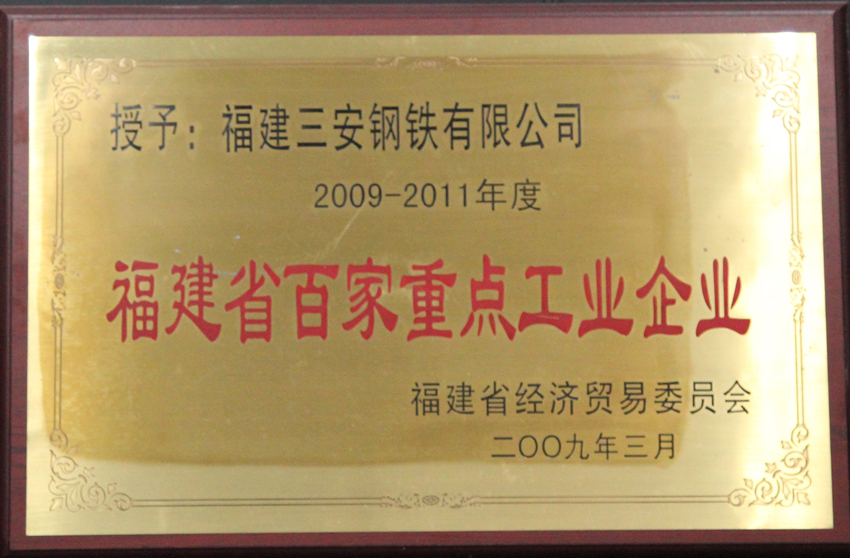 授予：福建三安钢铁有限公司
2009-2011年度
福建省百家重点工业企业
福建省经济贸易委员会
二〇〇九年三月